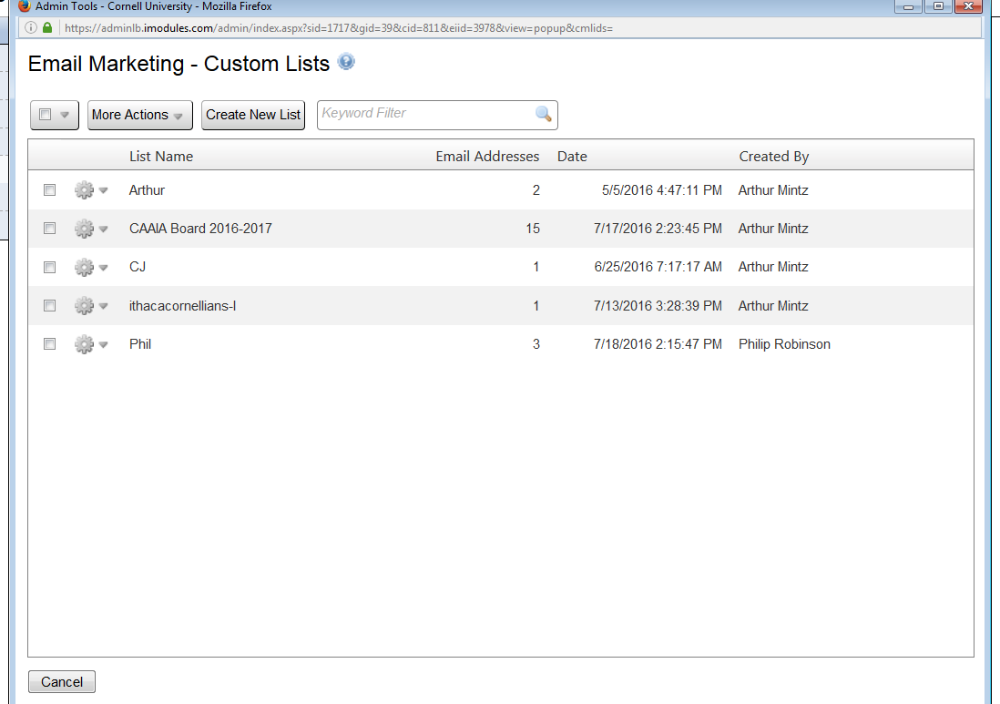 Admin Tools - Cornell University - Mozilla Firefox
https://adminlb.imodules.com/admin/index.aspx?sid=1717&gid=39&cid=811&eiid=3978&view=popup&cmlids=
Email Marketing - Custom Lists ?
More Actions Create New List Keyword Filter
List Name Email Addresses Date Created By
Arthur 2 5/5/2016 4:47:11 PM Arthur Mintz
CAAIA Board 2016-2017 15 7/17/2016 2:23:45 PM Arthur Mintz
CJ 1 6/25/2016 7:17:17 AM Arthur Mintz
ithacacornellians-l 1 7/13/2016 3:28:39 PM Arthur Mintz
Phil 3 7/18/2016 2:15:47 PM Philip Robinson
Cancel